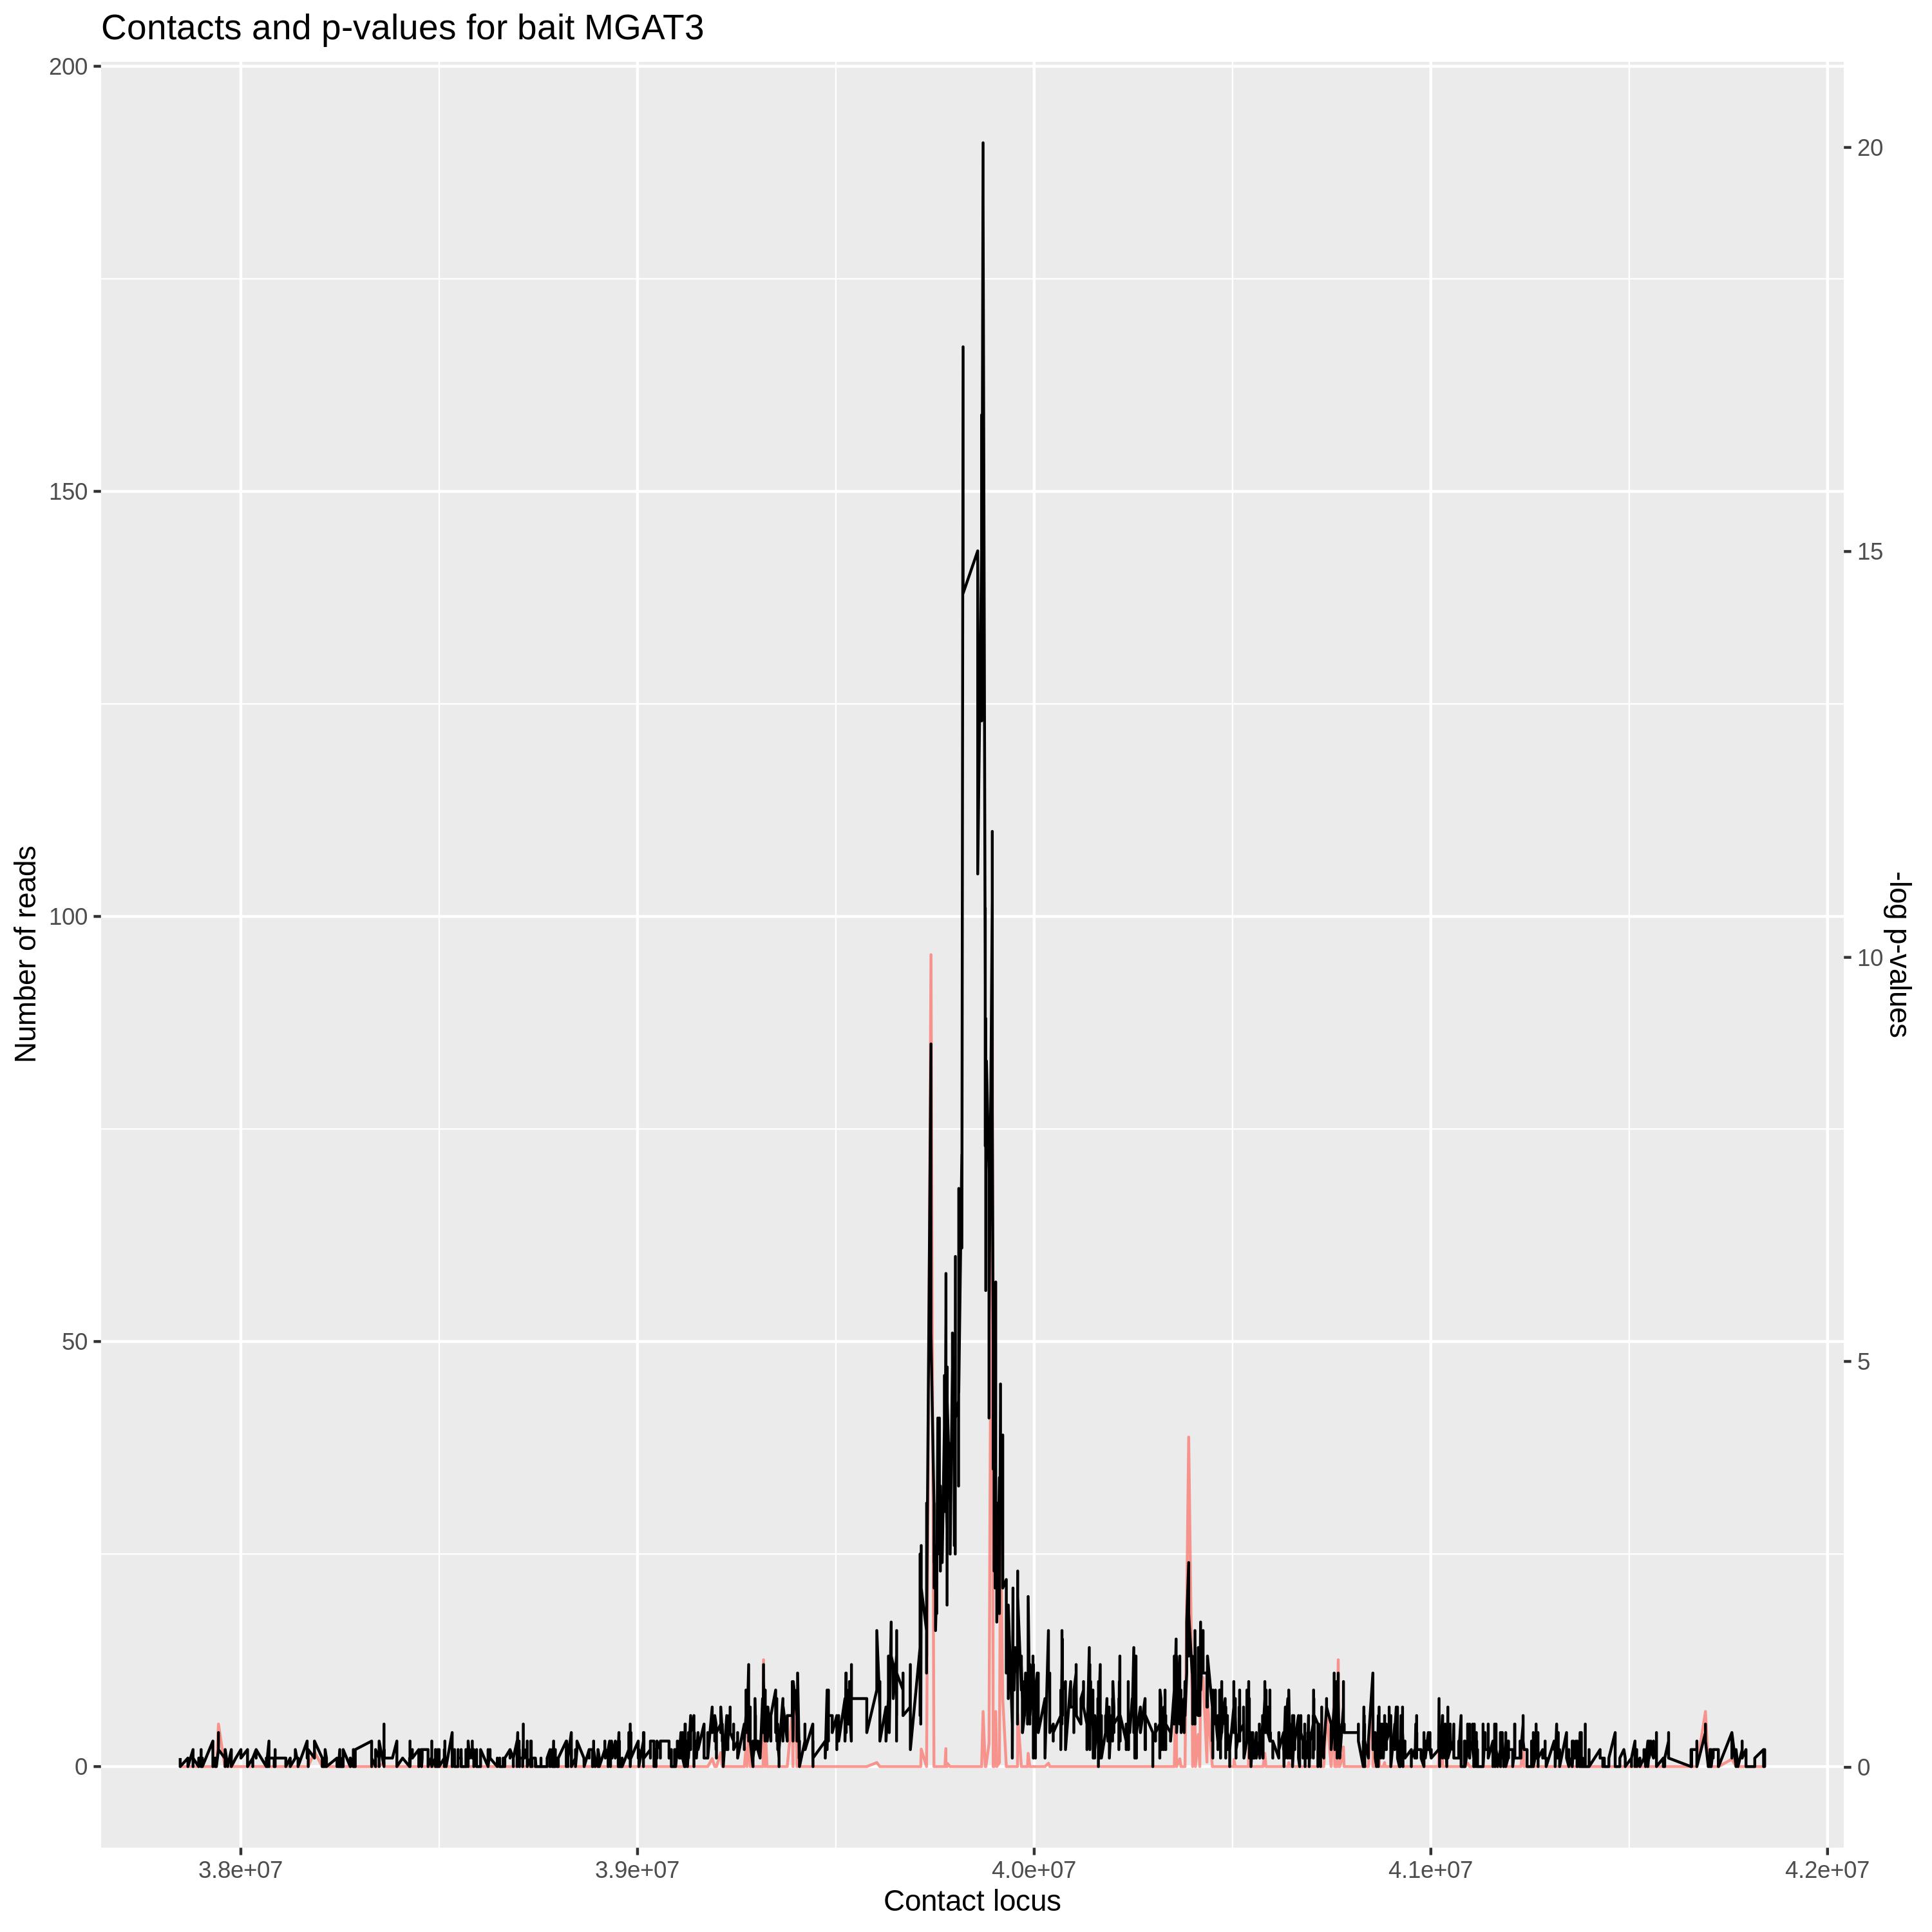 Contacts and p-values for bait MGAT3
200
150
100
50
0
Number of reads
20
15
10
5
0
-log p-values
3.8e+07
3.9e+07
4.0e+07
4.1e+07
4.2e+07
Contact locus